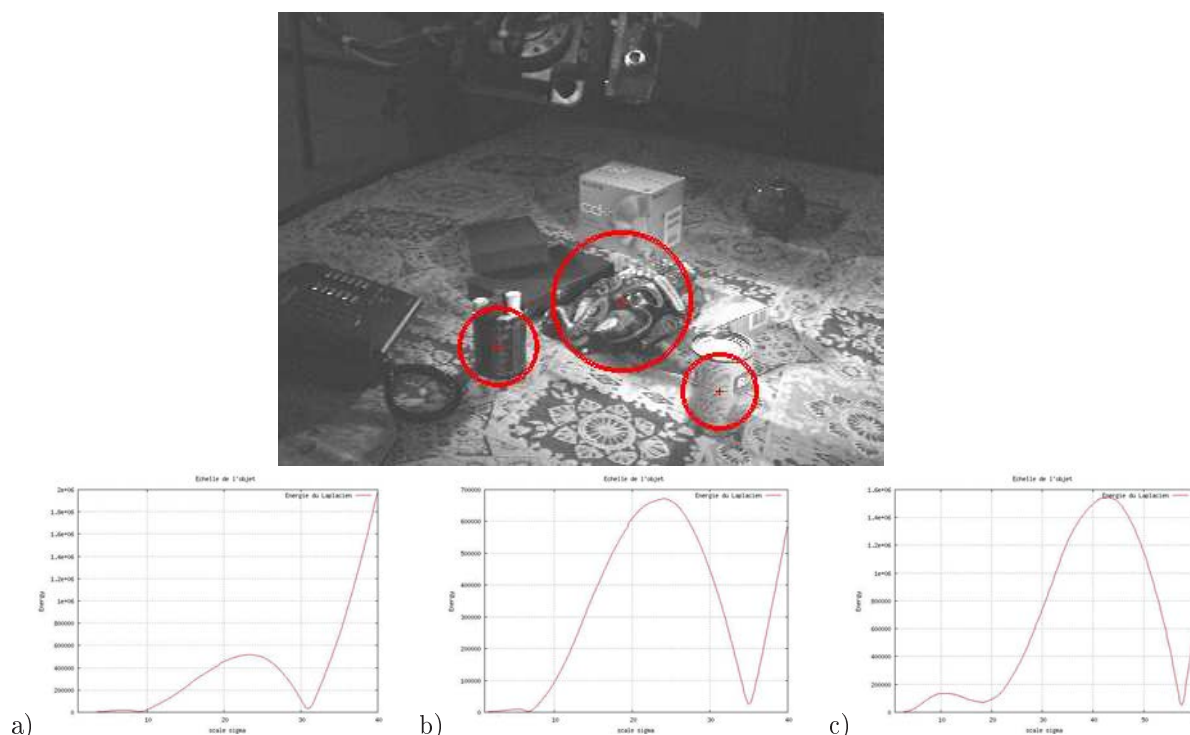 Echelle de l'objet
Energie du Laplacien
2e+06
1.8e+06
1.6e+06
1.4e+06
1.2e+06
1e+06
800000
600000
400000
200000
0
Energy
10
20
30
40
scale sigma
a)
Echelle de l'objet
Energie du Laplacien
700000
600000
500000
400000
300000
200000
100000
0
Energy
10
20
30
40
scale sigma
b)
Echelle de l'objet
Energie du Laplacien
1.6e+06
1.4e+06
1.2e+06
1e+06
800000
600000
400000
200000
0
Energy
10
20
30
40
50
scale sigma
c)